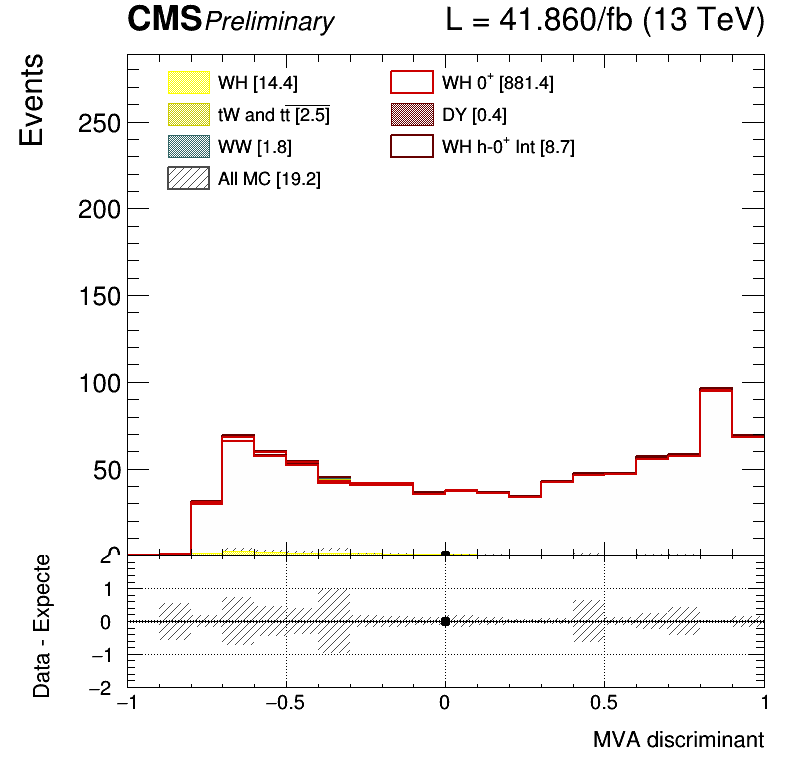 CMS Preliminary L = 41.860/fb (13 TeV)
Events
WH [14.4] WH 0⁺ [881.4]
tW and tt̅ [2.5] DY [0.4]
WW [1.8] WH h-0⁺ Int [8.7]
All MC [19.2]
250
200
150
100
50
0
Data - Expecte
2
1
0
−1
−2
−1 −0.5 0 0.5 1
MVA discriminant